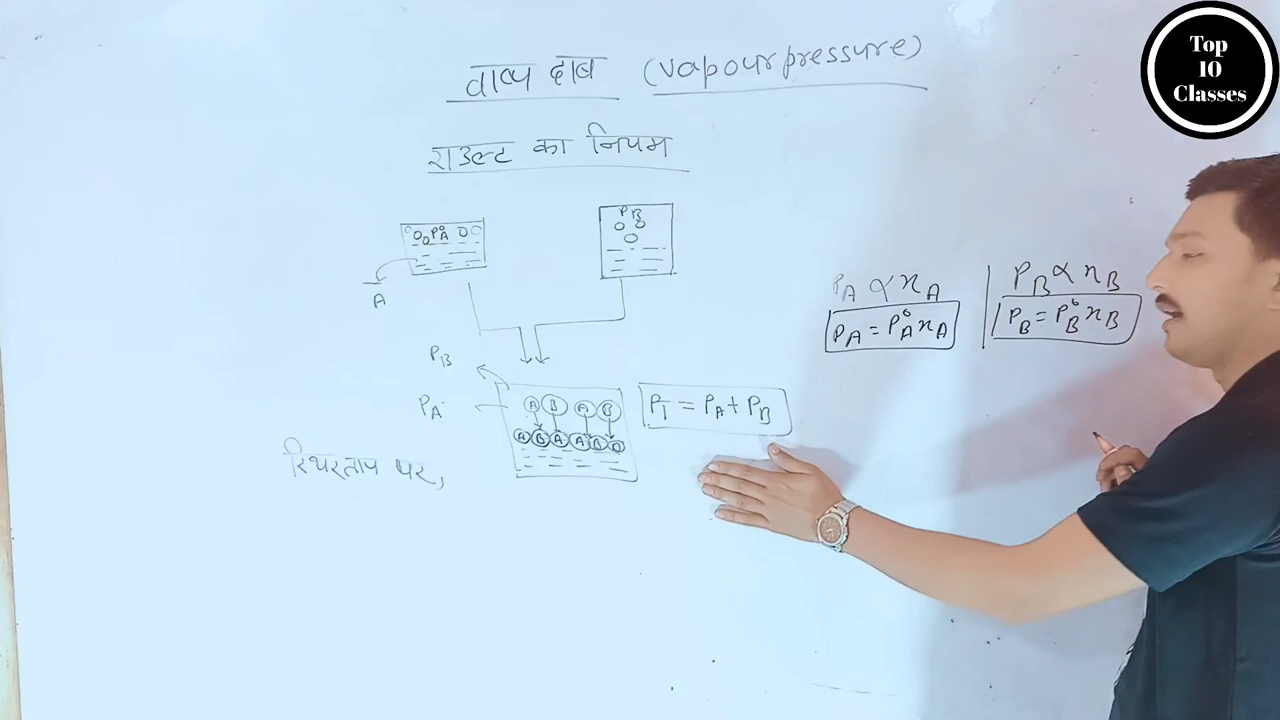 Top
10
Classes
वाष्प दाब (vapour pressure)
राउल्ट का नियम
P°A
PB
A
PA ∝ xA
PB ∝ xB
PA = P°A xA
PB = P°B xB
PB
PA
A B A B
PT = PA + PB
A B A A A
स्थिरताप पर,